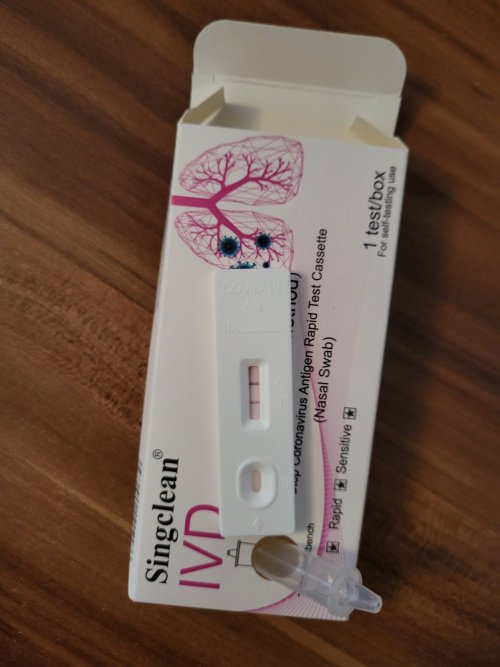 Singclean®
IVD
Coronavirus Antigen Rapid Test Cassette
(Nasal Swab)
Rapid Sensitive
1 test/box
For self-testing use
COVID-19
Ag
ID:
C
T